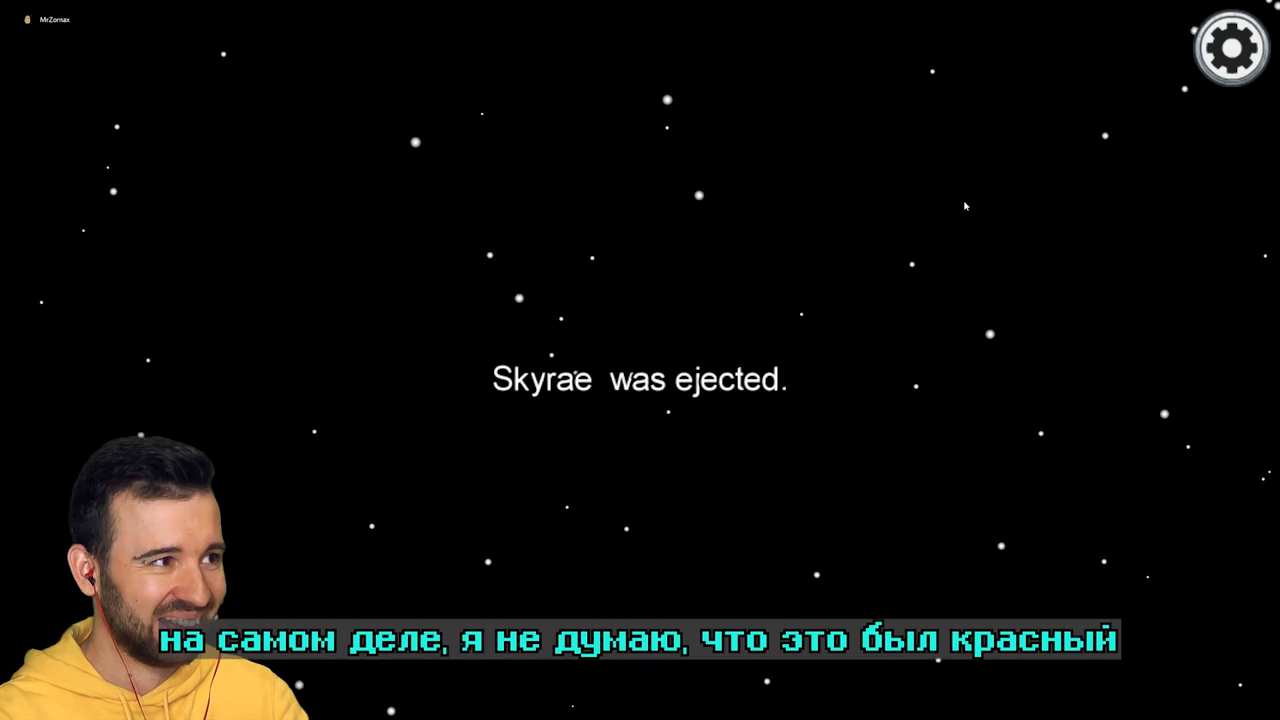 MrZornax
Skyrae was ejected.
на самом деле, я не думаю, что это был красный